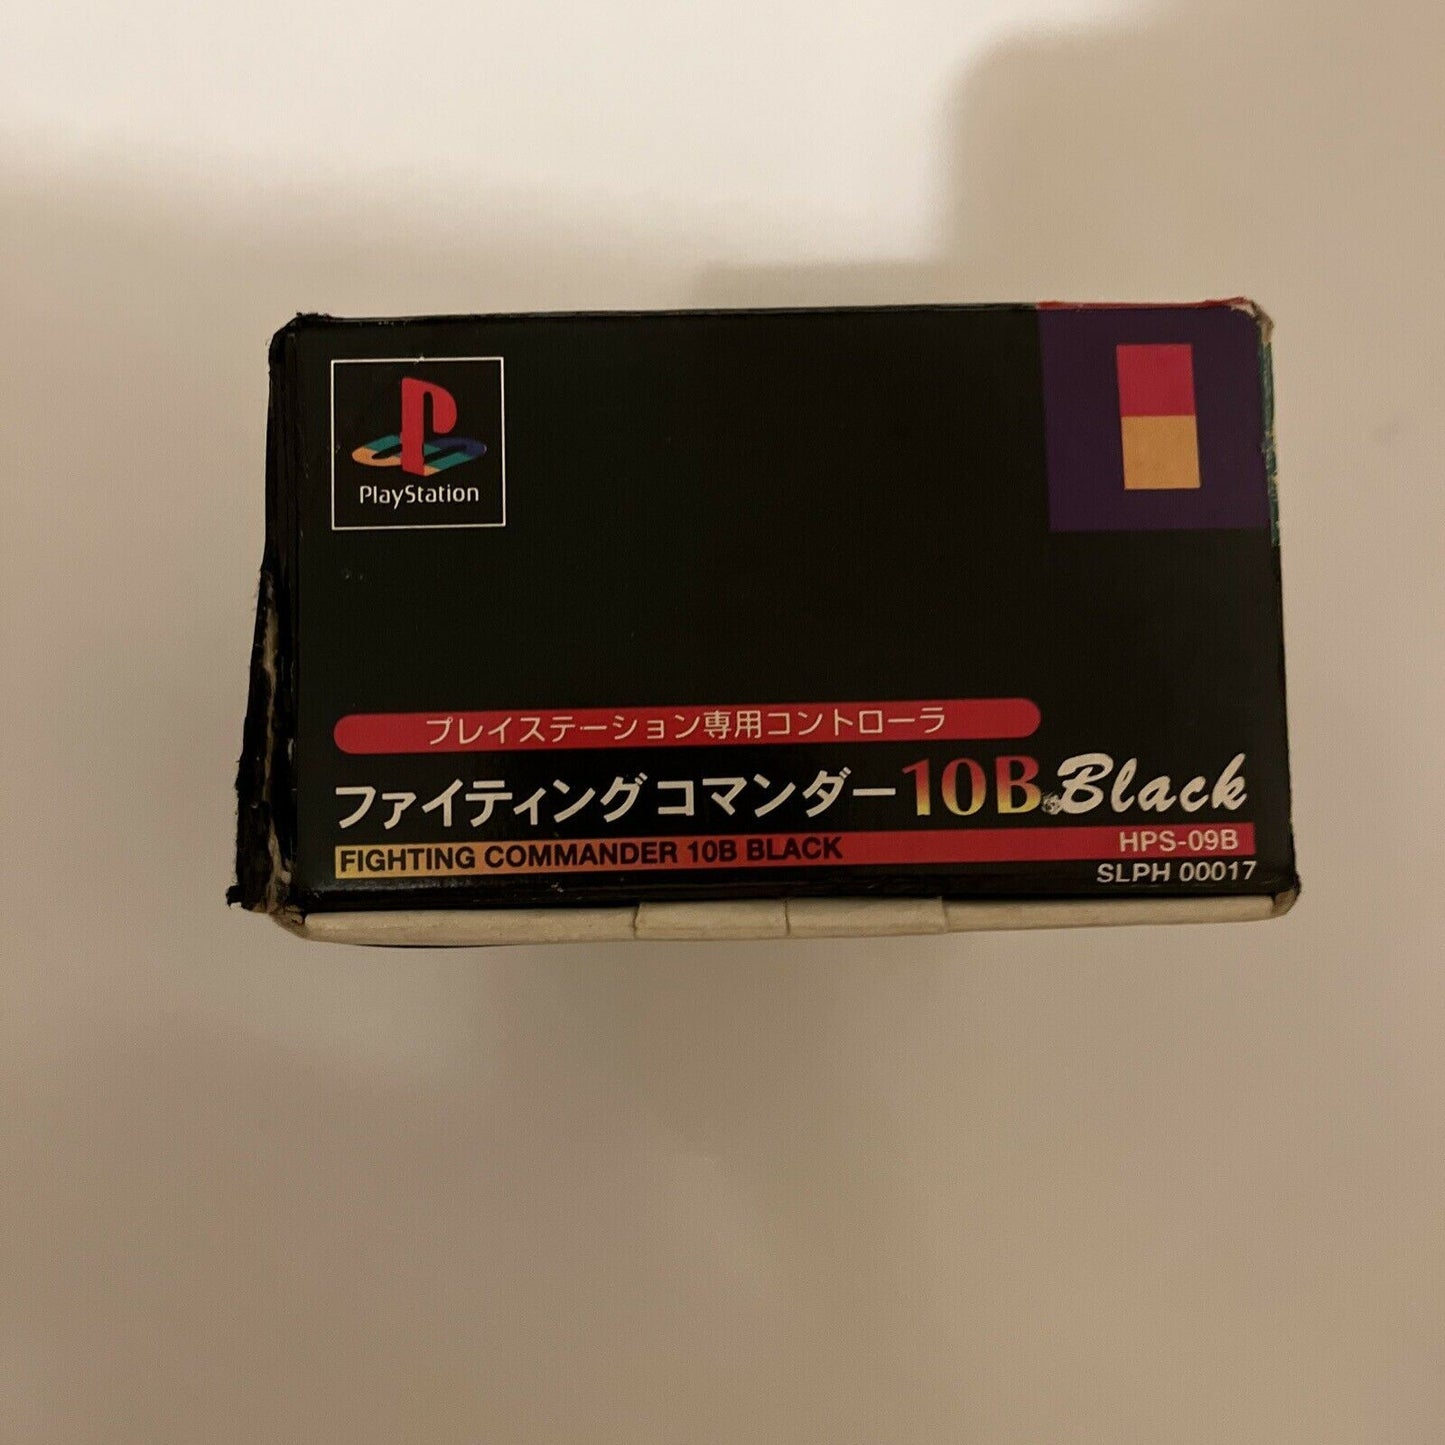 PlayStation
プレイステーション専用コントローラ
ファイティングコマンダー10B Black
FIGHTING COMMANDER 10B BLACK HPS-09B
SLPH 00017